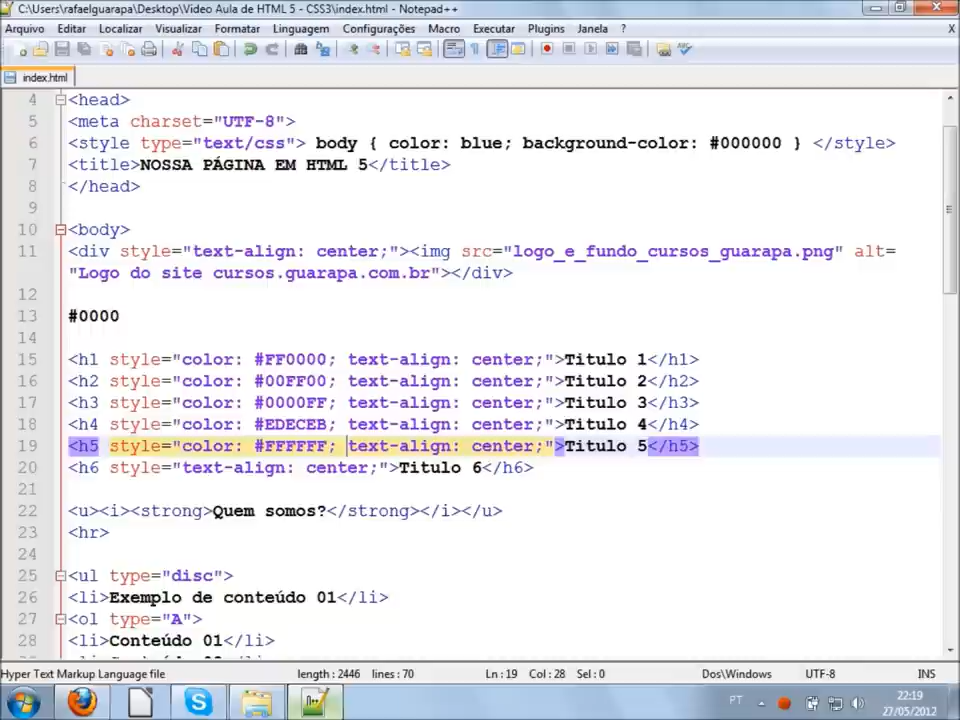 C:\Users\rafaelguarapa\Desktop\Video Aula de HTML 5 - CSS3\index.html - Notepad++
Arquivo Editar Localizar Visualizar Formatar Linguagem Configurações Macro Executar Plugins Janela ? X
index.html
4 <head>
5 <meta charset="UTF-8">
6 <style type="text/css"> body { color: blue; background-color: #000000 } </style>
7 <title>NOSSA PÁGINA EM HTML 5</title>
8 </head>
9
10 <body>
11 <div style="text-align: center;"><img src="logo_e_fundo_cursos_guarapa.png" alt=
"Logo do site cursos.guarapa.com.br"></div>
12
13 #0000
14
15 <h1 style="color: #FF0000; text-align: center;">Titulo 1</h1>
16 <h2 style="color: #00FF00; text-align: center;">Titulo 2</h2>
17 <h3 style="color: #0000FF; text-align: center;">Titulo 3</h3>
18 <h4 style="color: #EDECEB; text-align: center;">Titulo 4</h4>
19 <h5 style="color: #FFFFFF; text-align: center;">Titulo 5</h5>
20 <h6 style="text-align: center;">Titulo 6</h6>
21
22 <u><i><strong>Quem somos?</strong></i></u>
23 <hr>
24
25 <ul type="disc">
26 <li>Exemplo de conteúdo 01</li>
27 <ol type="A">
28 <li>Conteúdo 01</li>
Hyper Text Markup Language file length : 2446 lines : 70 Ln : 19 Col : 28 Sel : 0 Dos\Windows UTF-8 INS
PT 22:19
27/05/2012